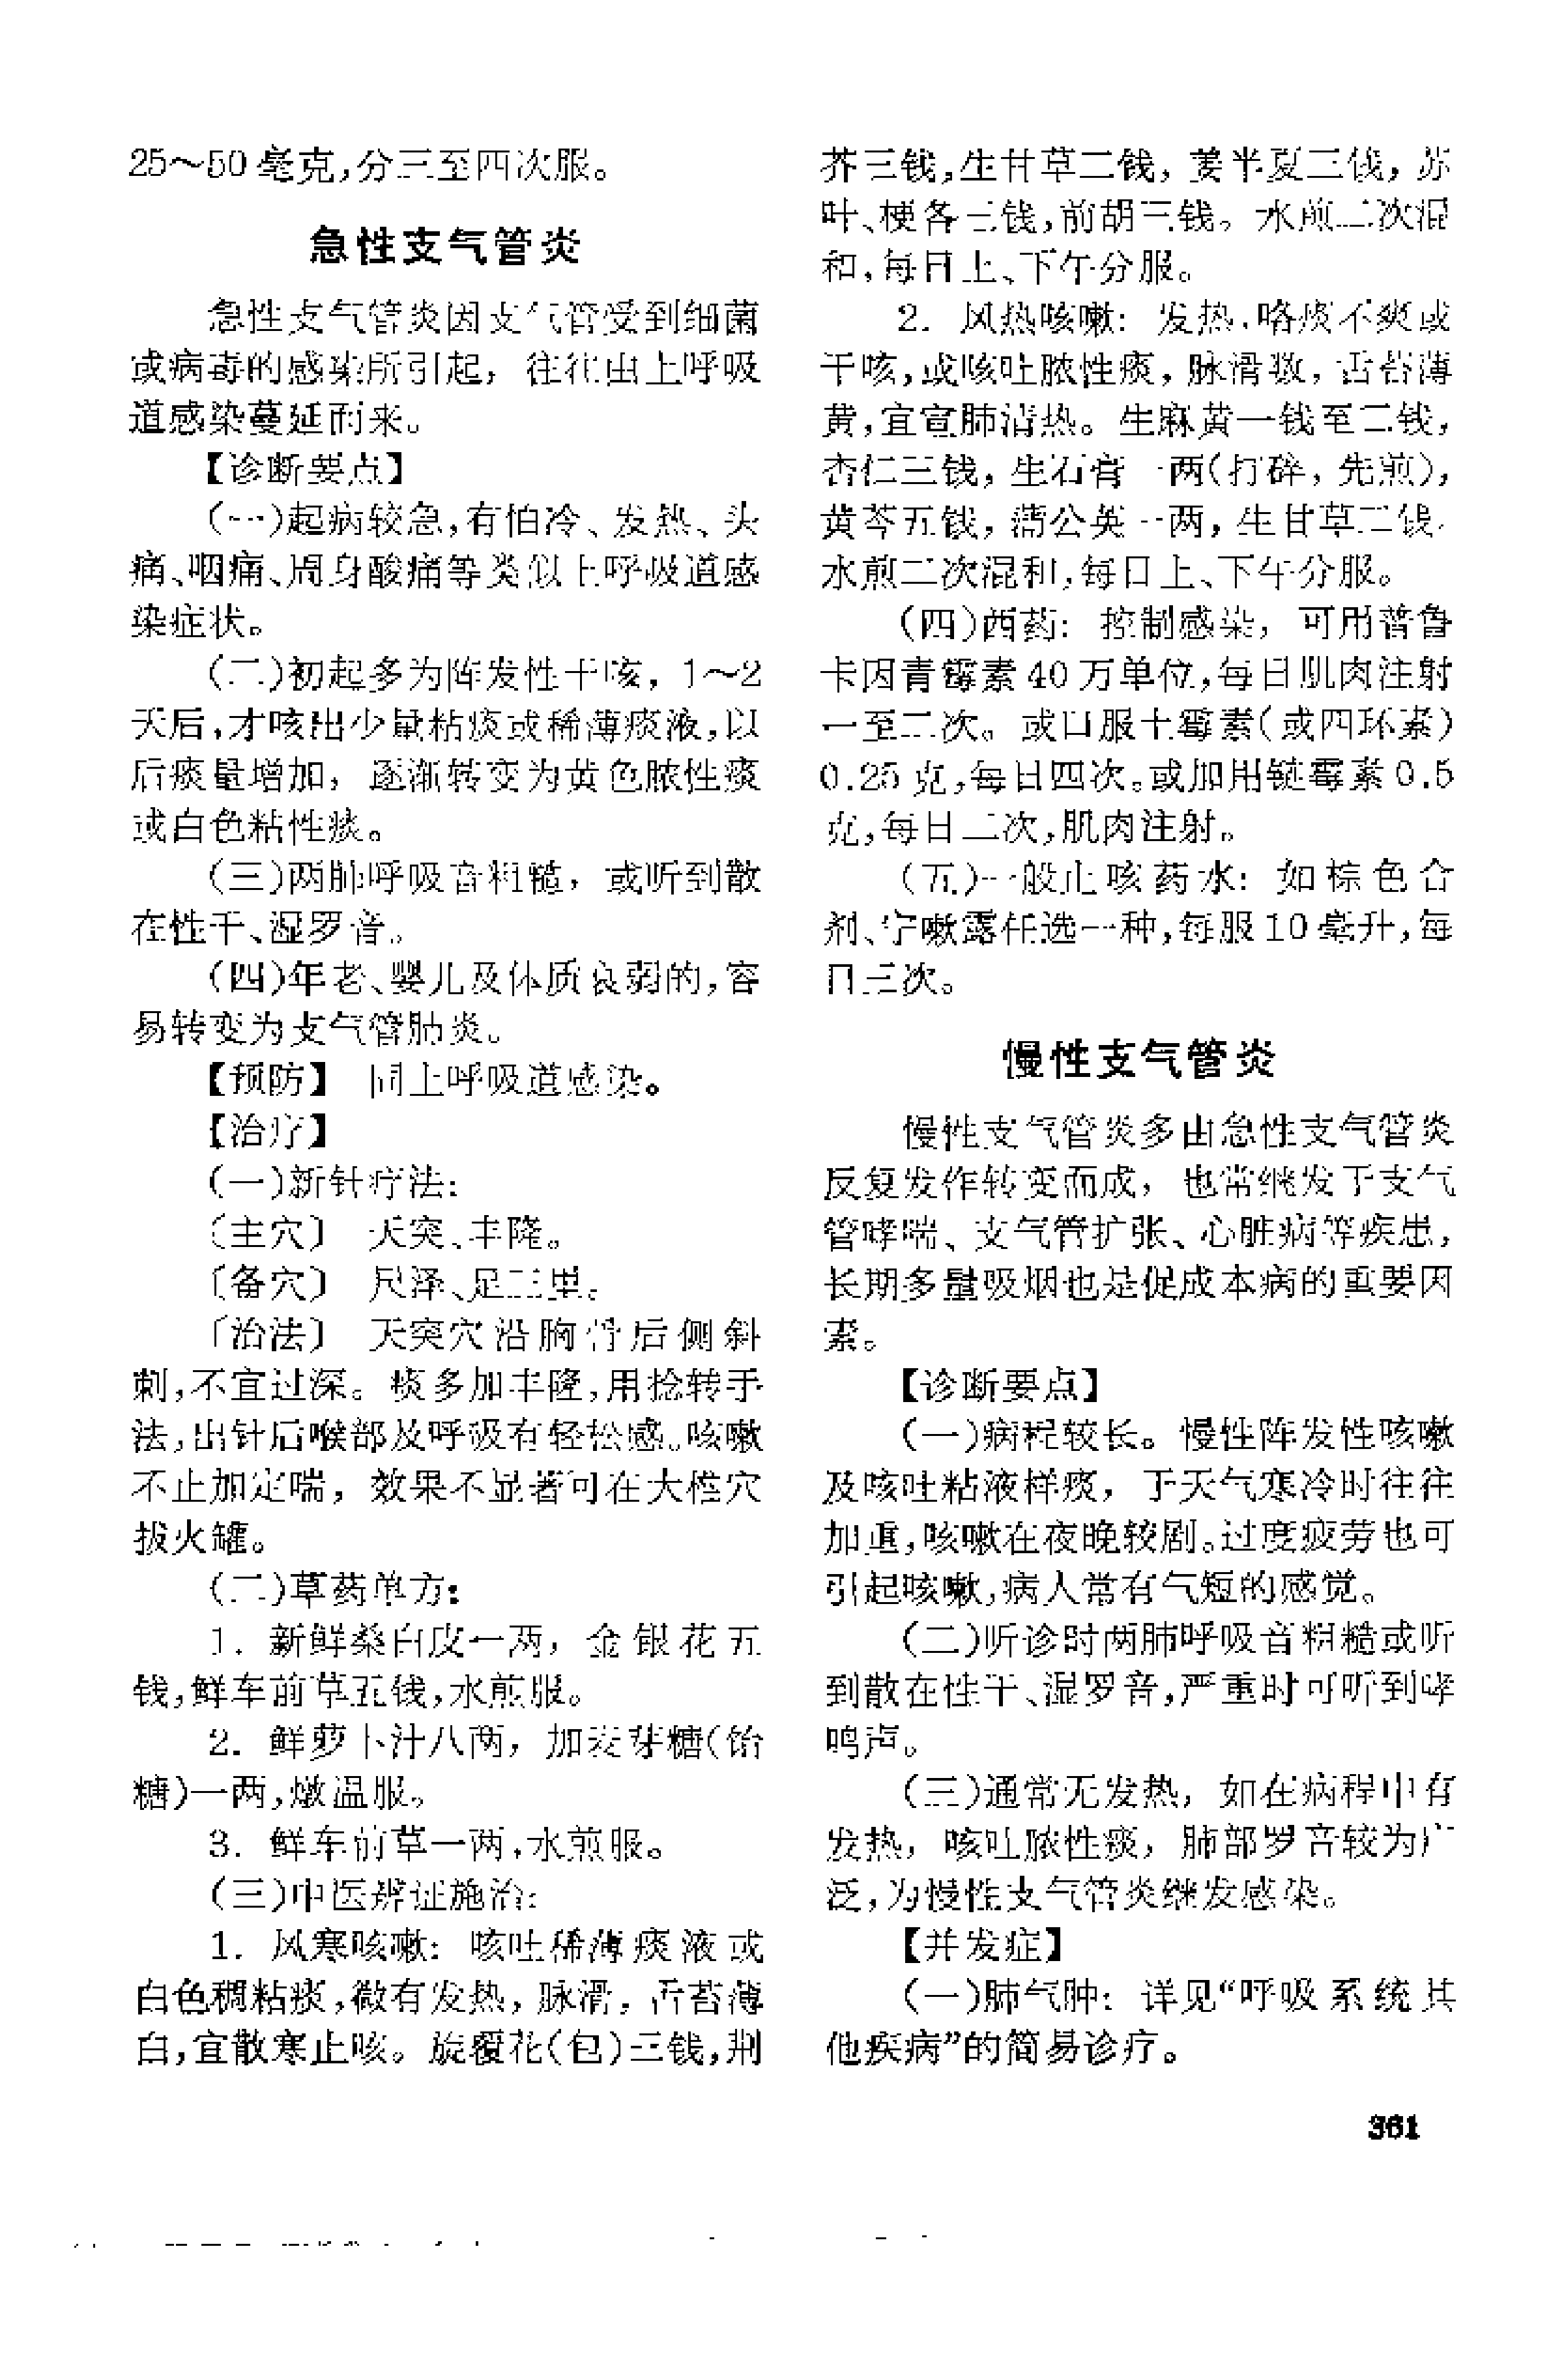 25～50毫克,分三至四次服。
急性支气管炎
急性支气管炎因支气管受到细菌
或病毒的感染所引起，往往由上呼吸
道感染蔓延而来。
【诊断要点】
(一)起病较急,有怕冷、发热、头
痛、咽痛、周身酸痛等类似上呼吸道感
染症状。
(二)初起多为阵发性干咳，1～2
天后,才咳出少量粘痰或稀薄痰液,以
后痰量增加，逐渐转变为黄色脓性痰
或白色粘性痰。
(三)两肺呼吸音粗糙，或听到散
在性干、湿罗音。
(四)年老、婴儿及体质衰弱的,容
易转变为支气管肺炎。
【预防】 同上呼吸道感染。
【治疗】
(一)新针疗法:
〔主穴〕 天突、丰隆。
〔备穴〕 尺泽、足三里。
〔治法〕 天突穴沿胸骨后侧斜
刺,不宜过深。痰多加丰隆,用捻转手
法,出针后喉部及呼吸有轻松感。咳嗽
不止加定喘，效果不显著可在大椎穴
拔火罐。
(二)草药单方:
1. 新鲜桑白皮一两，金银花五
钱,鲜车前草五钱,水煎服。
2. 鲜萝卜汁八两，加麦芽糖(饴
糖)一两,燉温服。
3. 鲜车前草一两,水煎服。
(三)中医辨证施治:
1. 风寒咳嗽: 咳吐稀薄痰液或
白色稠粘痰,微有发热，脉滑，舌苔薄
白,宜散寒止咳。旋覆花(包)三钱,荆
芥三钱,生甘草二钱，姜半夏三钱，苏
叶、梗各三钱,前胡三钱。水煎二次混
和,每日上、下午分服。
2. 风热咳嗽: 发热,咯痰不爽或
干咳,或咳吐脓性痰，脉滑数，舌苔薄
黄,宜宣肺清热。生麻黄一钱至二钱，
杏仁三钱，生石膏一两(打碎，先煎)，
黄芩五钱，蒲公英一两，生甘草二钱。
水煎二次混和,每日上、下午分服。
(四)西药: 控制感染，可用普鲁
卡因青霉素40万单位,每日肌肉注射
一至二次。或口服土霉素(或四环素)
0.25克,每日四次。或加用链霉素0.5
克,每日二次,肌肉注射。
(五)一般止咳药水: 如棕色合
剂、宁嗽露任选一种,每服10毫升,每
日三次。
慢性支气管炎
慢性支气管炎多由急性支气管炎
反复发作转变而成，也常继发于支气
管哮喘、支气管扩张、心脏病等疾患，
长期多量吸烟也是促成本病的重要因
素。
【诊断要点】
(一)病程较长。慢性阵发性咳嗽
及咳吐粘液样痰，于天气寒冷时往往
加重,咳嗽在夜晚较剧。过度疲劳也可
引起咳嗽,病人常有气短的感觉。
(二)听诊时两肺呼吸音粗糙或听
到散在性干、湿罗音,严重时可听到哮
鸣声。
(三)通常无发热，如在病程中有
发热，咳吐脓性痰，肺部罗音较为广
泛,为慢性支气管炎继发感染。
【并发症】
(一)肺气肿: 详见“呼吸系统其
他疾病”的简易诊疗。
361